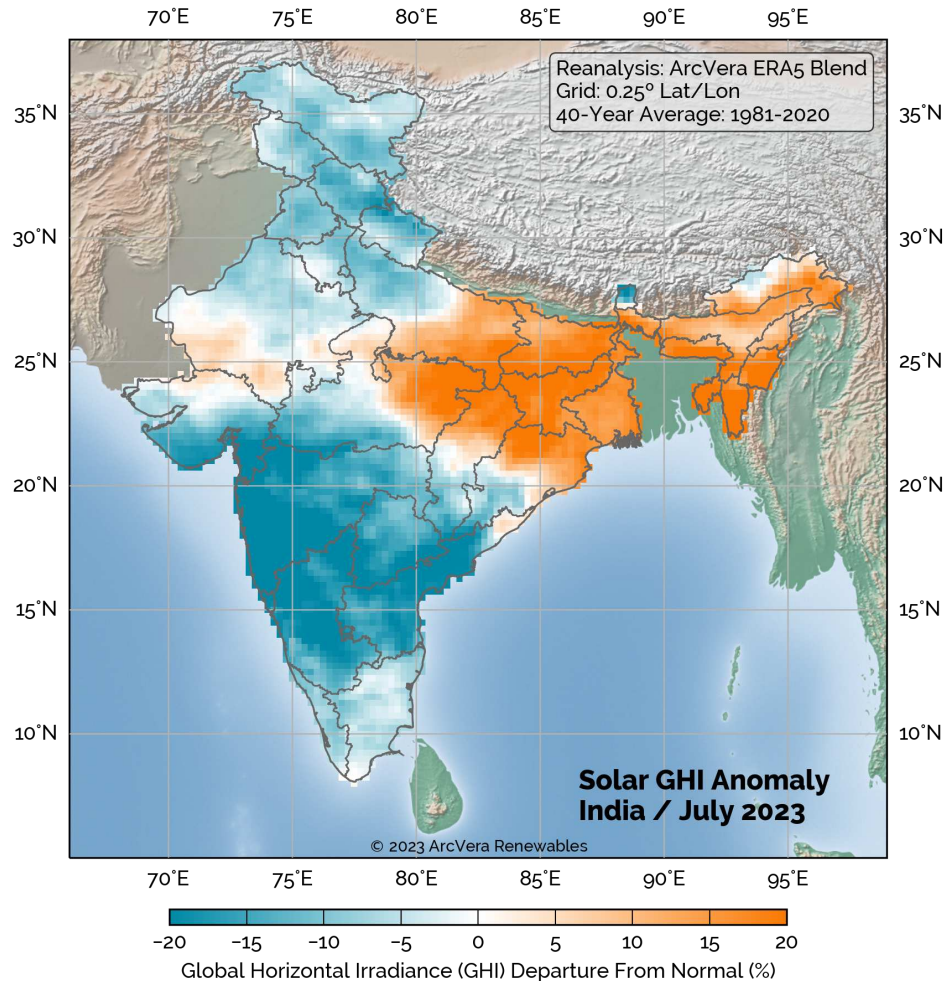 70°E 75°E 80°E 85°E 90°E 95°E
Reanalysis: ArcVera ERA5 Blend
Grid: 0.25º Lat/Lon
40-Year Average: 1981-2020
35°N 35°N
30°N 30°N
25°N 25°N
20°N 20°N
15°N 15°N
10°N 10°N
Solar GHI Anomaly
India / July 2023
© 2023 ArcVera Renewables
70°E 75°E 80°E 85°E 90°E 95°E
−20 −15 −10 −5 0 5 10 15 20
Global Horizontal Irradiance (GHI) Departure From Normal (%)